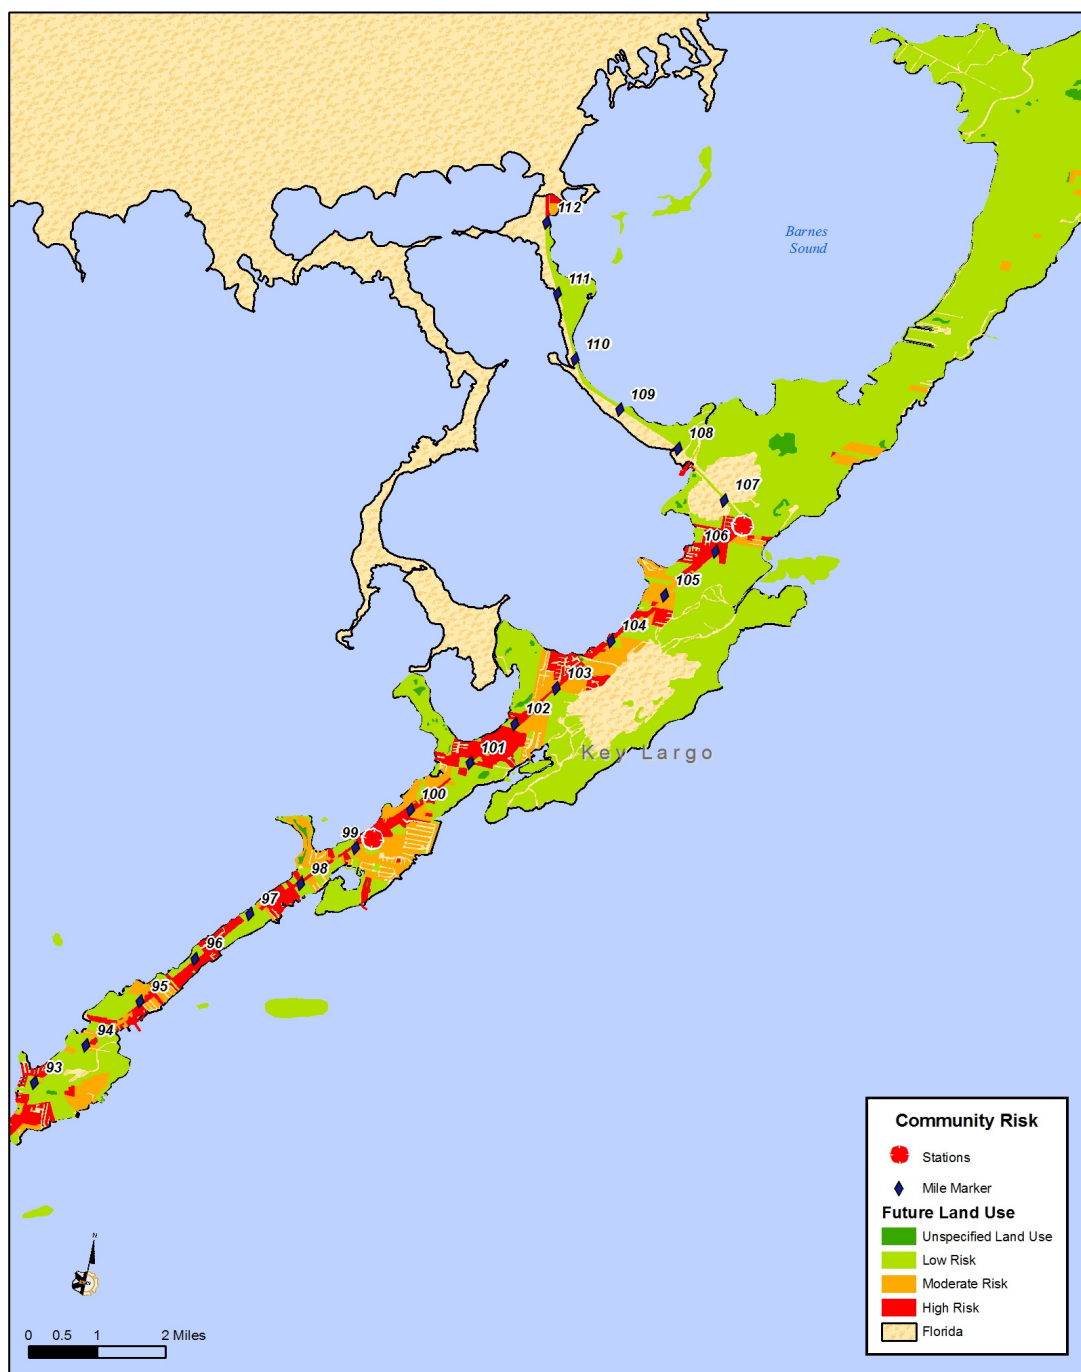 112
Barnes
Sound
111
110
109
108
107
106
105
104
103
102
101
Key Largo
100
99
98
97
96
95
94
93
Community Risk
Stations
Mile Marker
Future Land Use
Unspecified Land Use
Low Risk
Moderate Risk
High Risk
Florida
N
0 0.5 1 2 Miles